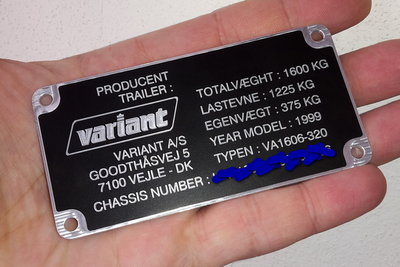 PRODUCENT
TRAILER :
variant
VARIANT A/S
GOODTHÅSVEJ 5
7100 VEJLE - DK
CHASSIS NUMBER :
TOTALVÆGHT : 1600 KG
LASTEVNE : 1225 KG
EGENVÆGT : 375 KG
YEAR MODEL : 1999
TYPEN : VA1606-320